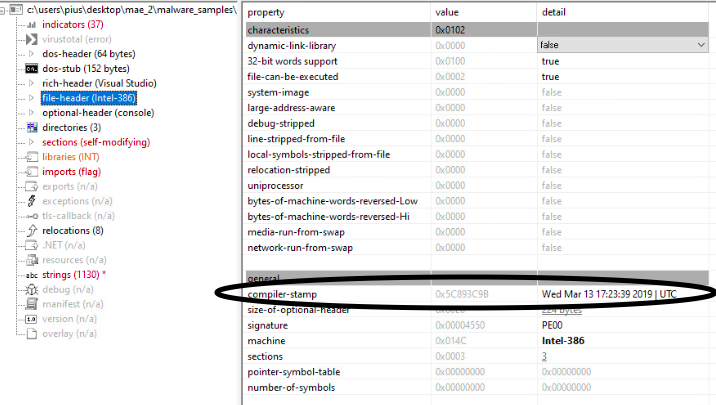 c:\users\pius\desktop\mae_2\malware_samples\
indicators (37)
virustotal (error)
dos-header (64 bytes)
dos-stub (152 bytes)
rich-header (Visual Studio)
file-header (Intel-386)
optional-header (console)
directories (3)
sections (self-modifying)
libraries (INT)
imports (flag)
exports (n/a)
exceptions (n/a)
tls-callback (n/a)
relocations (8)
.NET (n/a)
resources (n/a)
abc strings (1130) *
debug (n/a)
manifest (n/a)
1.0 version (n/a)
overlay (n/a)
property value detail
characteristics 0x0102
dynamic-link-library 0x0000 false
32-bit words support 0x0100 true
file-can-be-executed 0x0002 true
system-image 0x0000 false
large-address-aware 0x0000 false
debug-stripped 0x0000 false
line-stripped-from-file 0x0000 false
local-symbols-stripped-from-file 0x0000 false
relocation-stripped 0x0000 false
uniprocessor 0x0000 false
bytes-of-machine-words-reversed-Low 0x0000 false
bytes-of-machine-words-reversed-Hi 0x0000 false
media-run-from-swap 0x0000 false
network-run-from-swap 0x0000 false
general
compiler-stamp 0x5C893C9B Wed Mar 13 17:23:39 2019 | UTC
size-of-optional-header 224 bytes
signature 0x00004550 PE00
machine 0x014C Intel-386
sections 0x0003 3
pointer-symbol-table 0x00000000 0x00000000
number-of-symbols 0x00000000 0x00000000